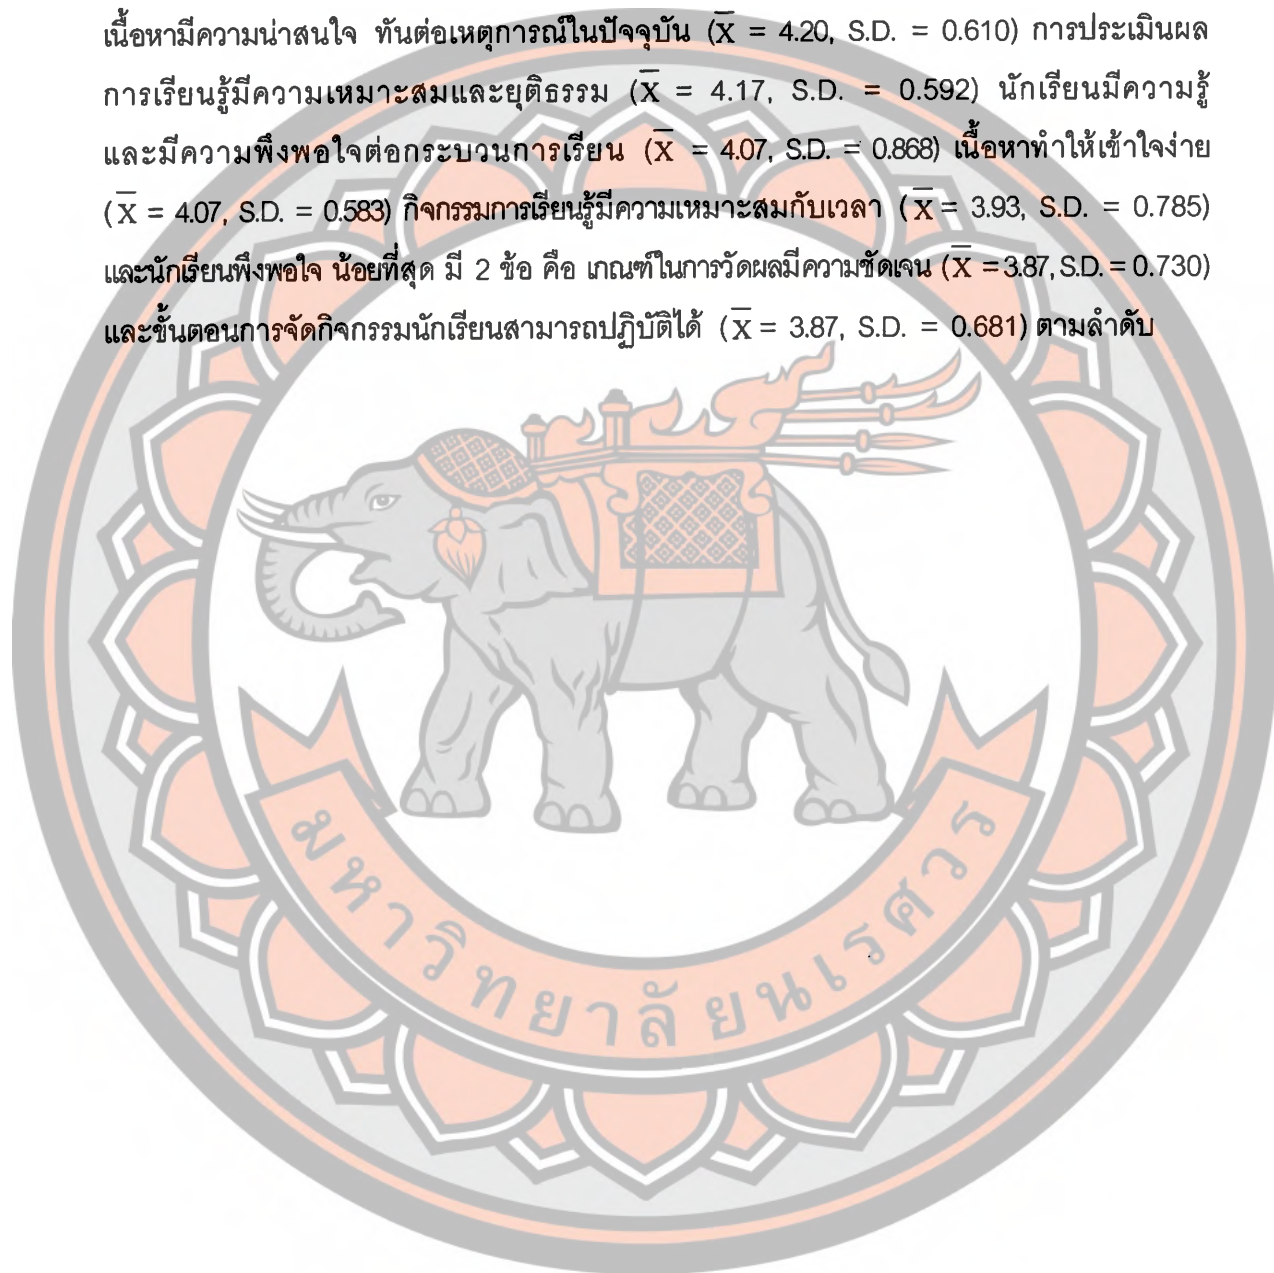 เนื้อหามีความน่าสนใจ ทันต่อเหตุการณ์ในปัจจุบัน (x̄ = 4.20, S.D. = 0.610) การประเมินผล
การเรียนรู้มีความเหมาะสมและยุติธรรม (x̄ = 4.17, S.D. = 0.592) นักเรียนมีความรู้
และมีความพึงพอใจต่อกระบวนการเรียน (x̄ = 4.07, S.D. = 0.868) เนื้อหาทำให้เข้าใจง่าย
(x̄ = 4.07, S.D. = 0.583) กิจกรรมการเรียนรู้มีความเหมาะสมกับเวลา (x̄ = 3.93, S.D. = 0.785)
และนักเรียนพึงพอใจ น้อยที่สุด มี 2 ข้อ คือ เกณฑ์ในการวัดผลมีความชัดเจน (x̄ = 3.87, S.D. = 0.730)
และขั้นตอนการจัดกิจกรรมนักเรียนสามารถปฏิบัติได้ (x̄ = 3.87, S.D. = 0.681) ตามลำดับ
มหาวิทยาลัยนเรศวร